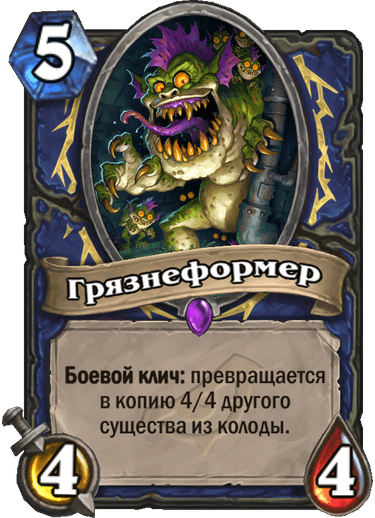 5
Грязнеформер
Боевой клич: превращается
в копию 4/4 другого
существа из колоды.
4
4